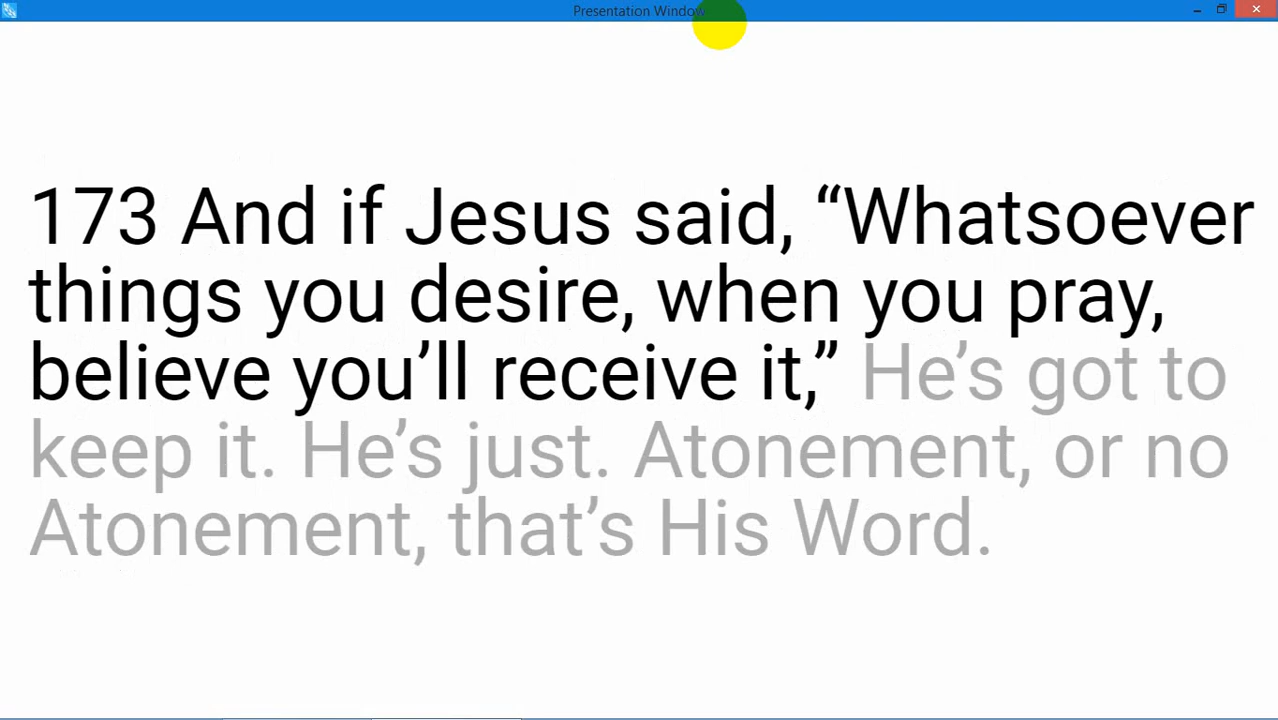 Presentation Window
173 And if Jesus said, “Whatsoever
things you desire, when you pray,
believe you’ll receive it,” He’s got to
keep it. He’s just. Atonement, or no
Atonement, that’s His Word.